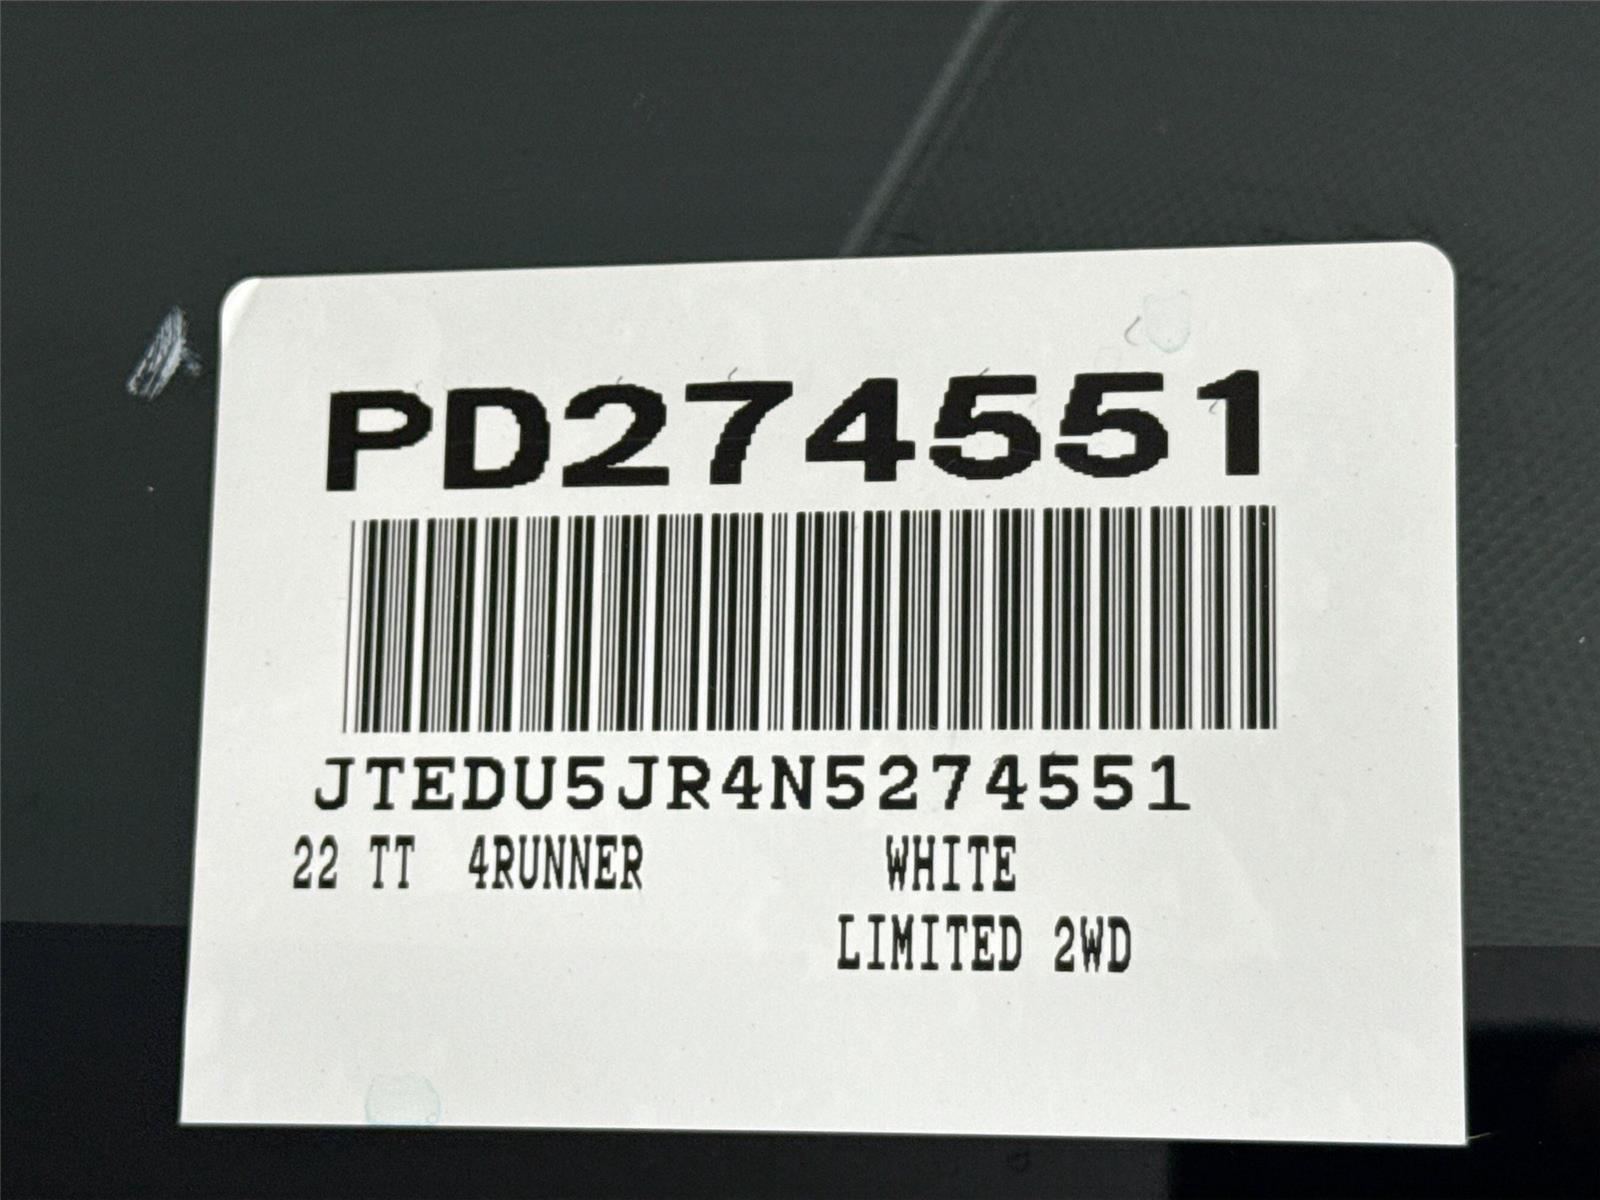 PD274551
JTEDU5JR4N5274551
22 TT 4RUNNER WHITE
LIMITED 2WD